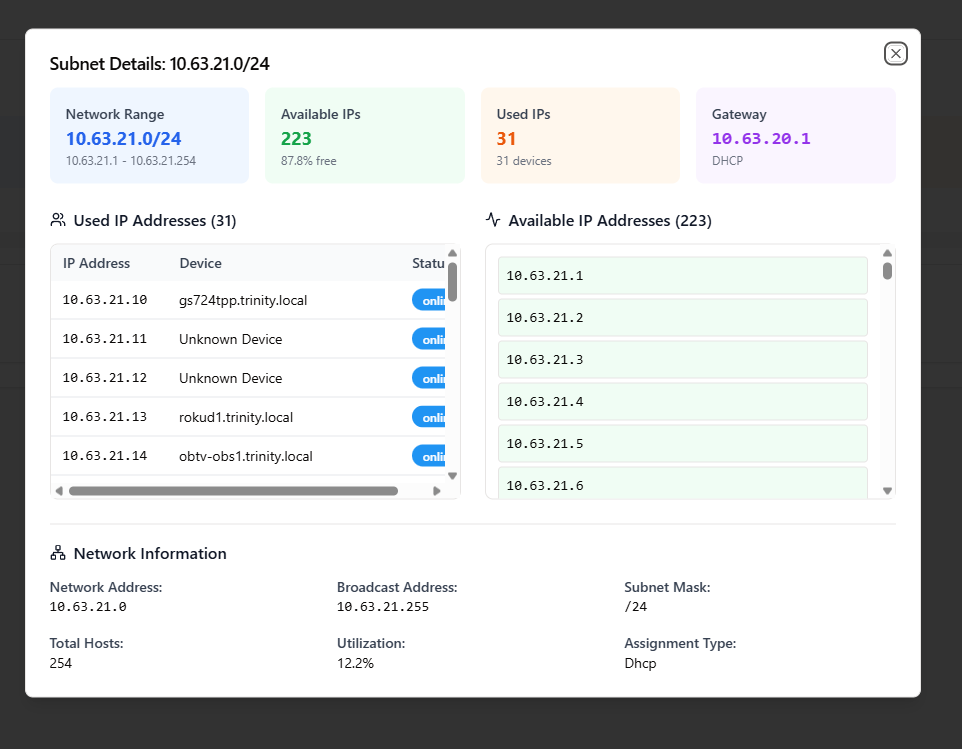 Subnet Details: 10.63.21.0/24
Network Range
10.63.21.0/24
10.63.21.1 - 10.63.21.254
Available IPs
223
87.8% free
Used IPs
31
31 devices
Gateway
10.63.20.1
DHCP
Used IP Addresses (31)
IP Address Device Statu
10.63.21.10 gs724tpp.trinity.local onli
10.63.21.11 Unknown Device onli
10.63.21.12 Unknown Device onli
10.63.21.13 rokud1.trinity.local onli
10.63.21.14 obtv-obs1.trinity.local onli
Available IP Addresses (223)
10.63.21.1
10.63.21.2
10.63.21.3
10.63.21.4
10.63.21.5
10.63.21.6
Network Information
Network Address:
10.63.21.0
Broadcast Address:
10.63.21.255
Subnet Mask:
/24
Total Hosts:
254
Utilization:
12.2%
Assignment Type:
Dhcp